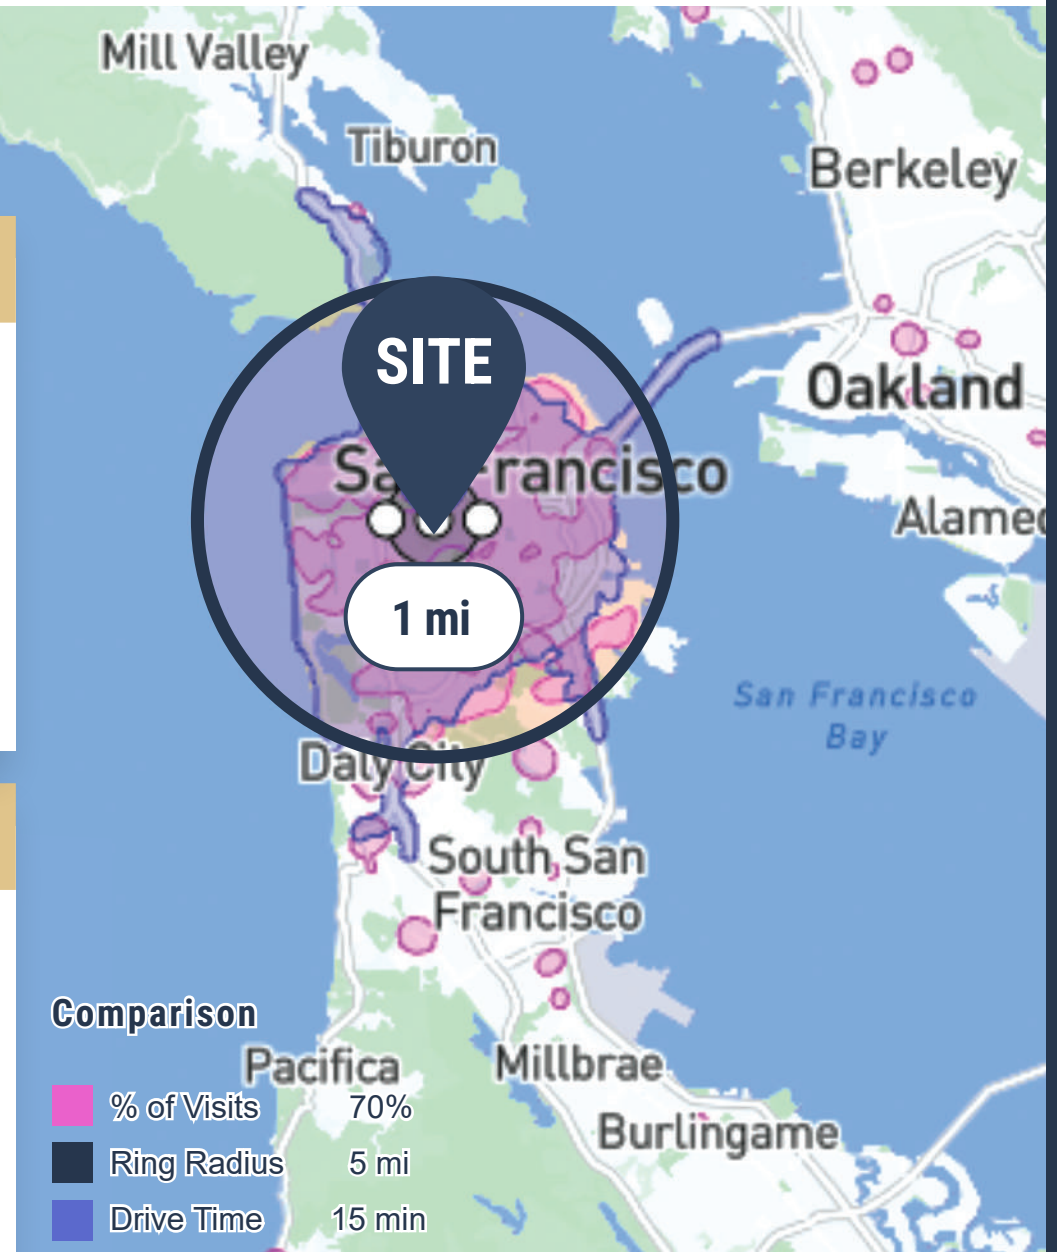 Mill Valley
Tiburon
Berkeley
SITE
Oakland
San Francisco
Alamed
1 mi
San Francisco
Bay
Daly City
South San
Francisco
Comparison
Pacifica
Millbrae
% of Visits 70%
Burlingame
Ring Radius 5 mi
Drive Time 15 min